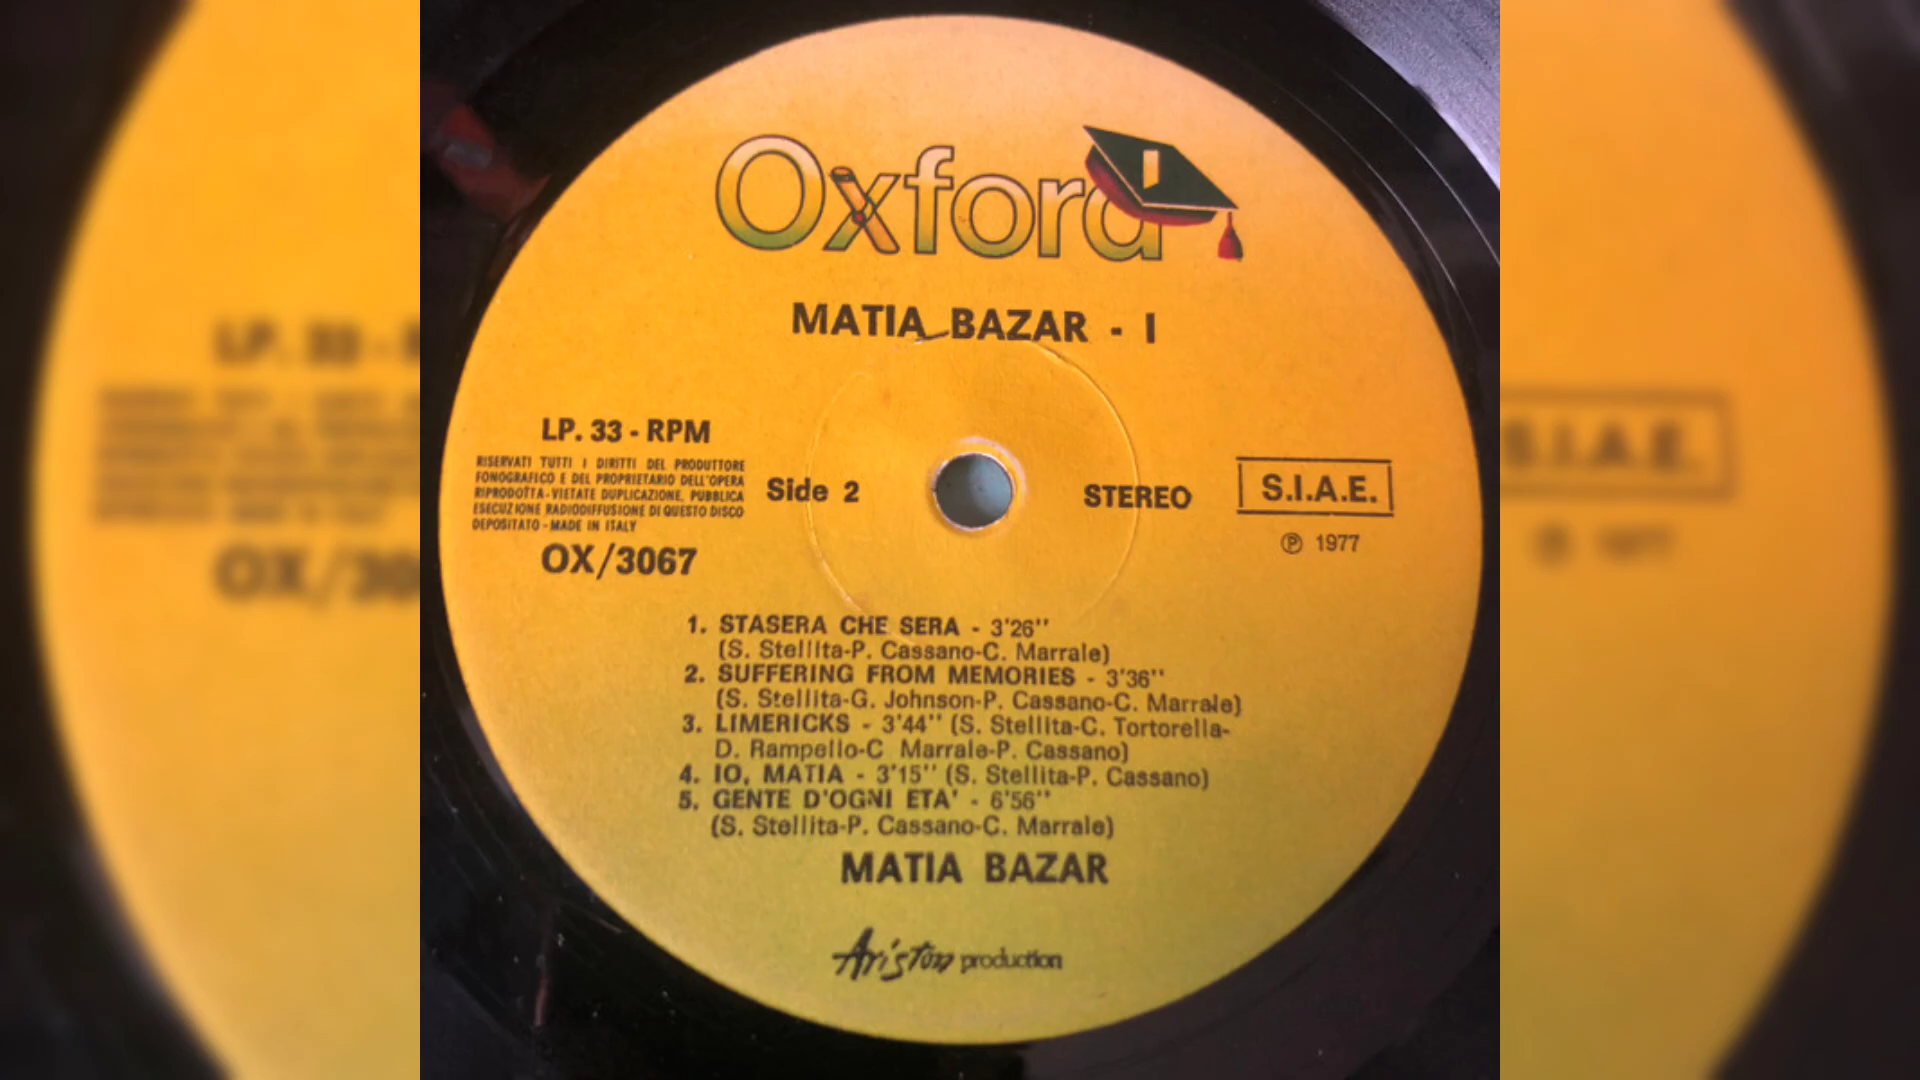 Oxford
MATIA BAZAR - I
LP. 33 - RPM
RISERVATI TUTTI I DIRITTI DEL PRODUTTORE
FONOGRAFICO E DEL PROPRIETARIO DELL'OPERA
RIPRODOTTA-VIETATE DUPLICAZIONE, PUBBLICA
ESECUZIONE RADIODIFFUSIONE DI QUESTO DISCO
DEPOSITATO-MADE IN ITALY
OX/3067
Side 2
STEREO
S.I.A.E.
℗ 1977
1. STASERA CHE SERA - 3'26''
(S. Stellita-P. Cassano-C. Marrale)
2. SUFFERING FROM MEMORIES - 3'36''
(S. Stellita-G. Johnson-P. Cassano-C. Marrale)
3. LIMERICKS - 3'44'' (S. Stellita-C. Tortorella-
D. Rampello-C Marrale-P. Cassano)
4. IO, MATIA - 3'15'' (S. Stellita-P. Cassano)
5. GENTE D'OGNI ETA' - 6'56''
(S. Stellita-P. Cassano-C. Marrale)
MATIA BAZAR
Ariston production